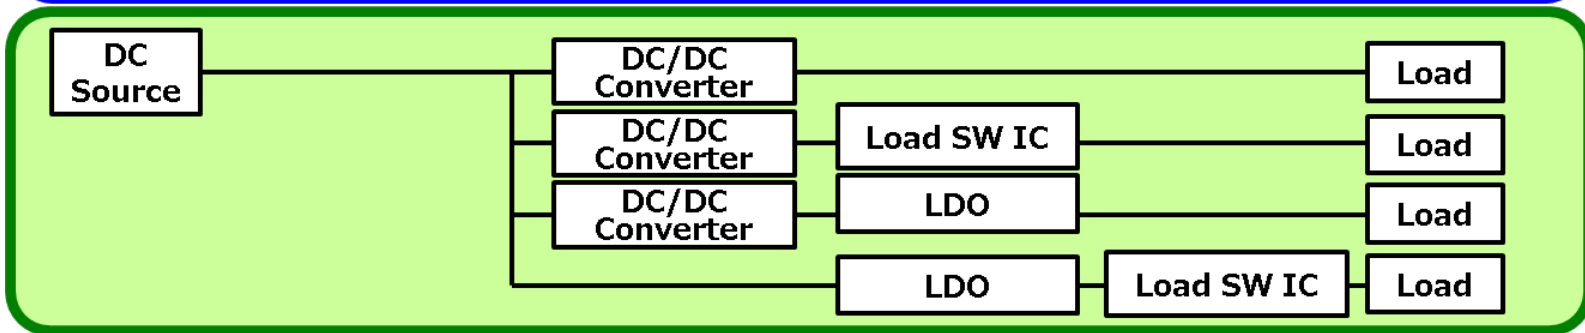 DC
Source
DC/DC
Converter
Load
DC/DC
Converter
Load SW IC
Load
DC/DC
Converter
LDO
Load
LDO
Load SW IC
Load